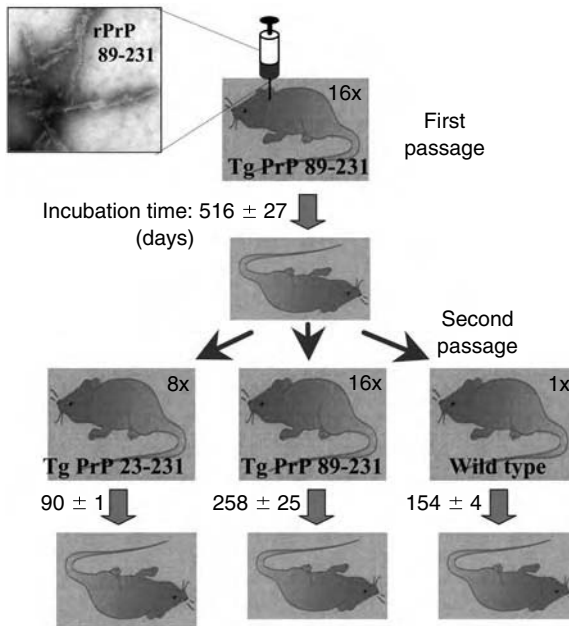 rPrP
89-231
16x
Tg PrP 89-231
First
passage
Incubation time: 516 ± 27
(days)
Second
passage
8x
16x
1x
Tg PrP 23-231
Tg PrP 89-231
Wild type
90 ± 1
258 ± 25
154 ± 4